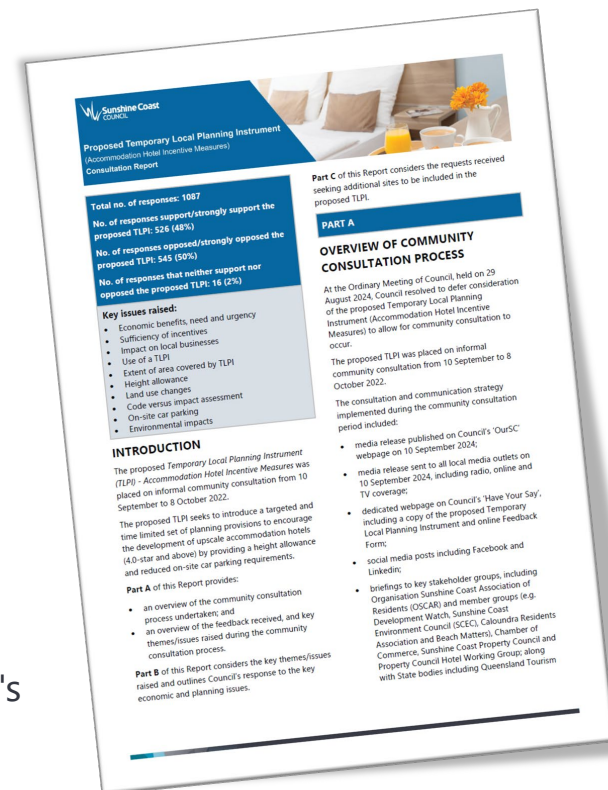 Sunshine Coast
COUNCIL
Proposed Temporary Local Planning Instrument
(Accommodation Hotel Incentive Measures)
Consultation Report
Total no. of responses: 1087
No. of responses support/strongly support the
proposed TLPI: 526 (48%)
No. of responses opposed/strongly opposed the
proposed TLPI: 545 (50%)
No. of responses that neither support nor
opposed the proposed TLPI: 16 (2%)
Key issues raised:
• Economic benefits, need and urgency
• Sufficiency of incentives
• Impact on local businesses
• Use of a TLPI
• Extent of area covered by TLPI
• Height allowance
• Land use changes
• Code versus impact assessment
• On-site car parking
• Environmental impacts
INTRODUCTION
The proposed Temporary Local Planning Instrument
(TLPI) - Accommodation Hotel Incentive Measures was
placed on informal community consultation from 10
September to 8 October 2022.
The proposed TLPI seeks to introduce a targeted and
time limited set of planning provisions to encourage
the development of upscale accommodation hotels
(4.0-star and above) by providing a height allowance
and reduced on-site car parking requirements.
Part A of this Report provides:
• an overview of the community consultation
process undertaken; and
• an overview of the feedback received, and key
themes/issues raised during the community
consultation process.
Part B of this Report considers the key themes/issues
raised and outlines Council's response to the key
economic and planning issues.
Part C of this Report considers the requests received
seeking additional sites to be included in the
proposed TLPI.
PART A
OVERVIEW OF COMMUNITY
CONSULTATION PROCESS
At the Ordinary Meeting of Council, held on 29
August 2024, Council resolved to defer consideration
of the proposed Temporary Local Planning
Instrument (Accommodation Hotel Incentive
Measures) to allow for community consultation to
occur.
The proposed TLPI was placed on informal
community consultation from 10 September to 8
October 2022.
The consultation and communication strategy
implemented during the community consultation
period included:
• media release published on Council's 'OurSC'
webpage on 10 September 2024;
• media release sent to all local media outlets on
10 September 2024, including radio, online and
TV coverage;
• dedicated webpage on Council's 'Have Your Say',
including a copy of the proposed Temporary
Local Planning Instrument and online Feedback
Form;
• social media posts including Facebook and
Linkedin;
• briefings to key stakeholder groups, including
Organisation Sunshine Coast Association of
Residents (OSCAR) and member groups (e.g.
Development Watch, Sunshine Coast
Environment Council (SCEC), Caloundra Residents
Association and Beach Matters), Chamber of
Commerce, Sunshine Coast Property Council and
Property Council Hotel Working Group; along
with State bodies including Queensland Tourism
's